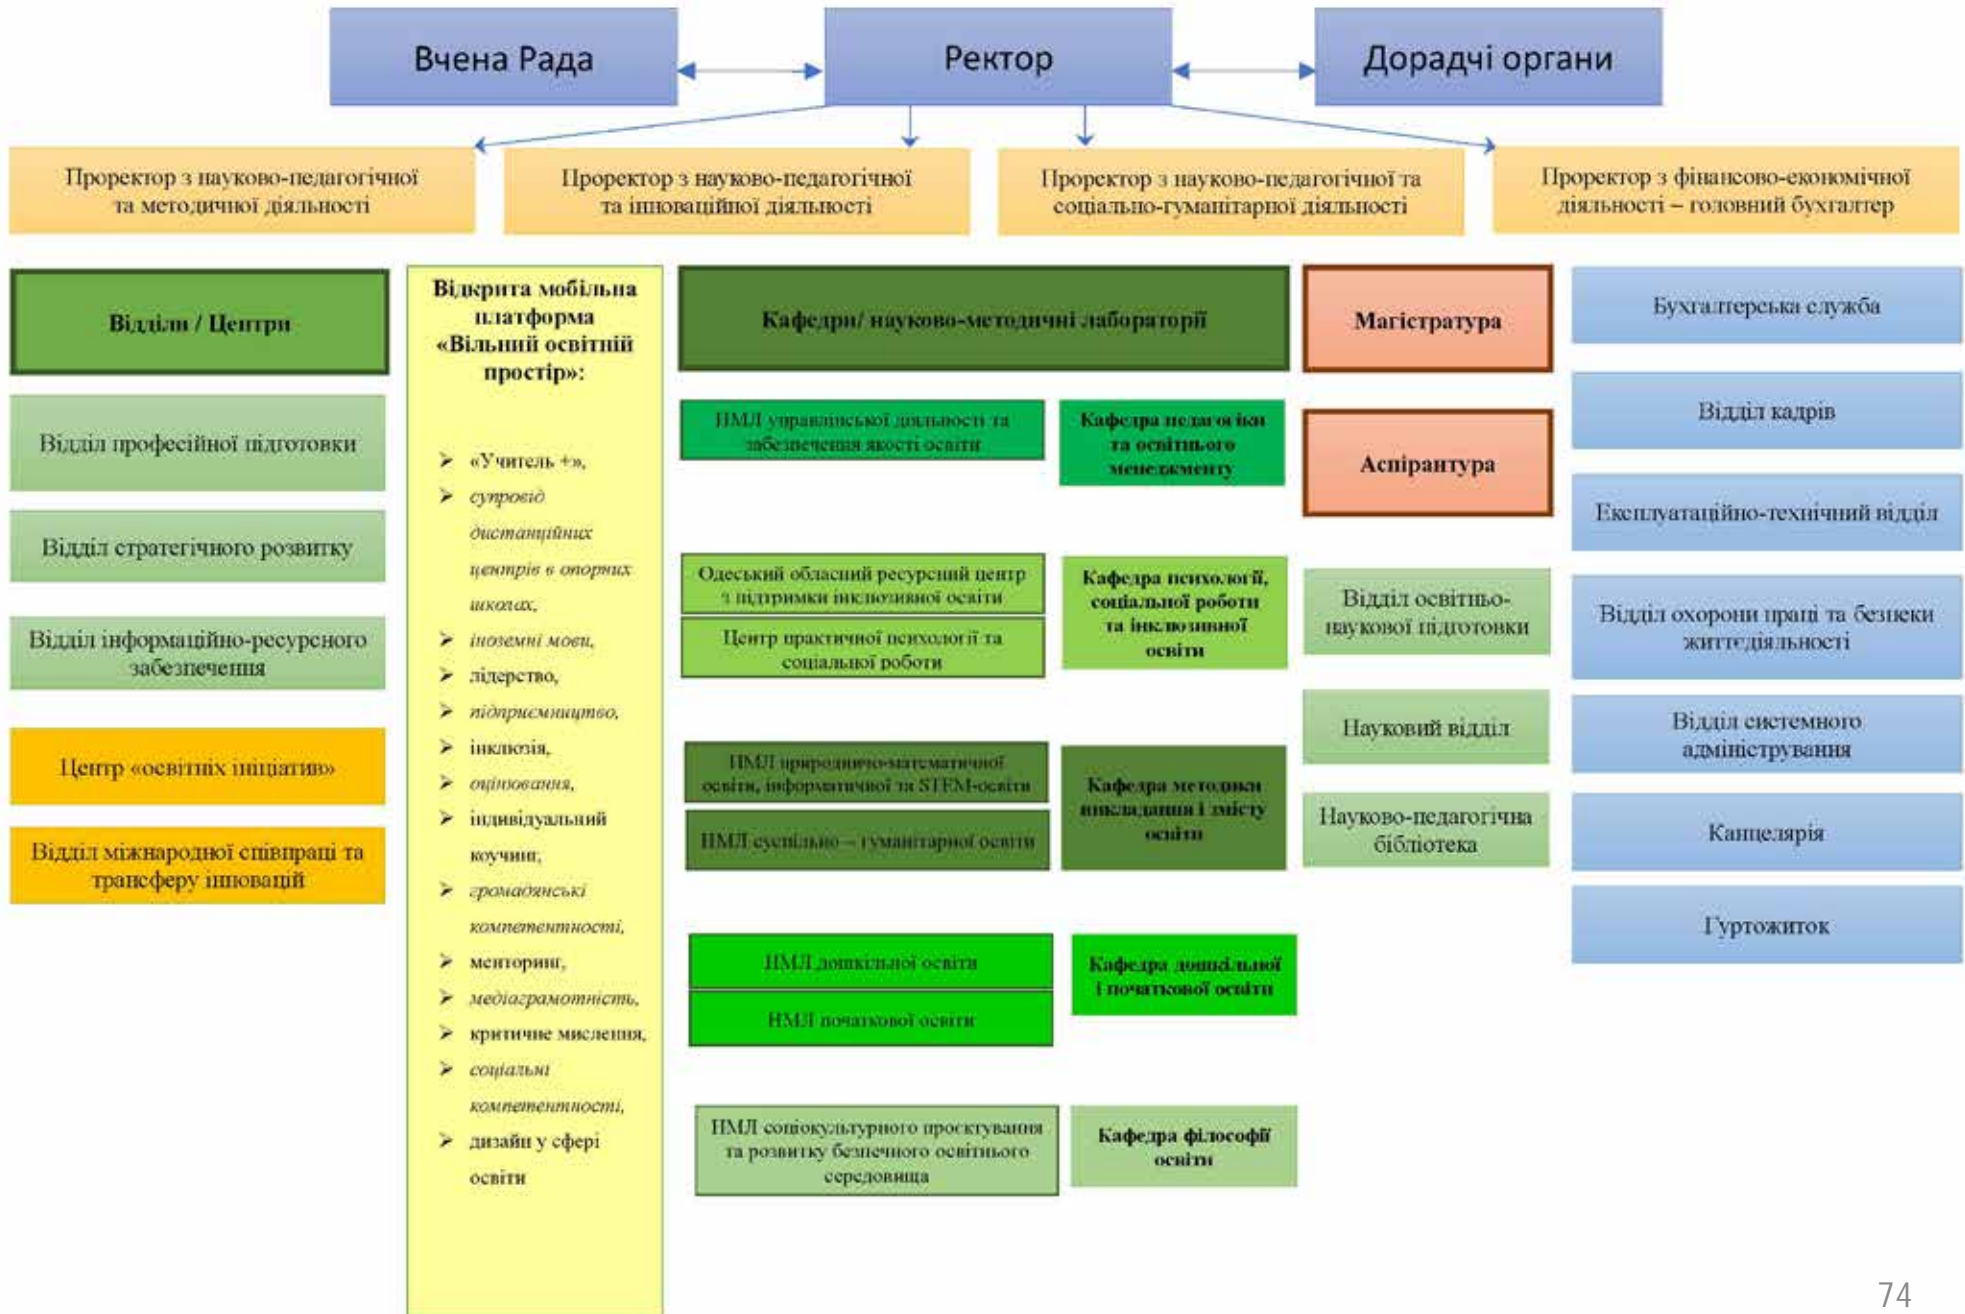 Вчена Рада
Ректор
Дорадчі органи
Проректор з науково-педагогічної
та методичної діяльності
Проректор з науково-педагогічної
та інноваційної діяльності
Проректор з науково-педагогічної та
соціально-гуманітарної діяльності
Проректор з фінансово-економічної
діяльності – головний бухгалтер
Відділи / Центри
Відділ професійної підготовки
Відділ стратегічного розвитку
Відділ інформаційно-ресурсного
забезпечення
Центр «освітніх ініціатив»
Відділ міжнародної співпраці та
трансферу інновацій
Відкрита мобільна
платформа
«Вільний освітній
простір»:
➤ «Учитель +»,
➤ супровід
дистанційних
центрів в опорних
школах,
➤ іноземні мови,
➤ лідерство,
➤ підприємництво,
➤ інклюзія,
➤ оцінювання,
➤ індивідуальний
коучинг,
➤ громадянські
компетентності,
➤ менторинг,
➤ медіаграмотність,
➤ критичне мислення,
➤ соціальні
компетентності,
➤ дизайн у сфері
освіти
Кафедри/ науково-методичні лабораторії
НМЛ управлінської діяльності та
забезпечення якості освіти
Кафедра педагогіки
та освітнього
менеджменту
Одеський обласний ресурсний центр
з підтримки інклюзивної освіти
Центр практичної психології та
соціальної роботи
Кафедра психології,
соціальної роботи
та інклюзивної
освіти
НМЛ природничо-математичної
освіти, інформатичної та STEM-освіти
НМЛ суспільно – гуманітарної освіти
Кафедра методики
викладання і змісту
освіти
НМЛ дошкільної освіти
НМЛ початкової освіти
Кафедра дошкільної
і початкової освіти
НМЛ соціокультурного проєктування
та розвитку безпечного освітнього
середовища
Кафедра філософії
освіти
Магістратура
Аспірантура
Відділ освітньо-
наукової підготовки
Науковий відділ
Науково-педагогічна
бібліотека
Бухгалтерська служба
Відділ кадрів
Експлуатаційно-технічний відділ
Відділ охорони праці та безпеки
життєдіяльності
Відділ системного
адміністрування
Канцелярія
Гуртожиток
74